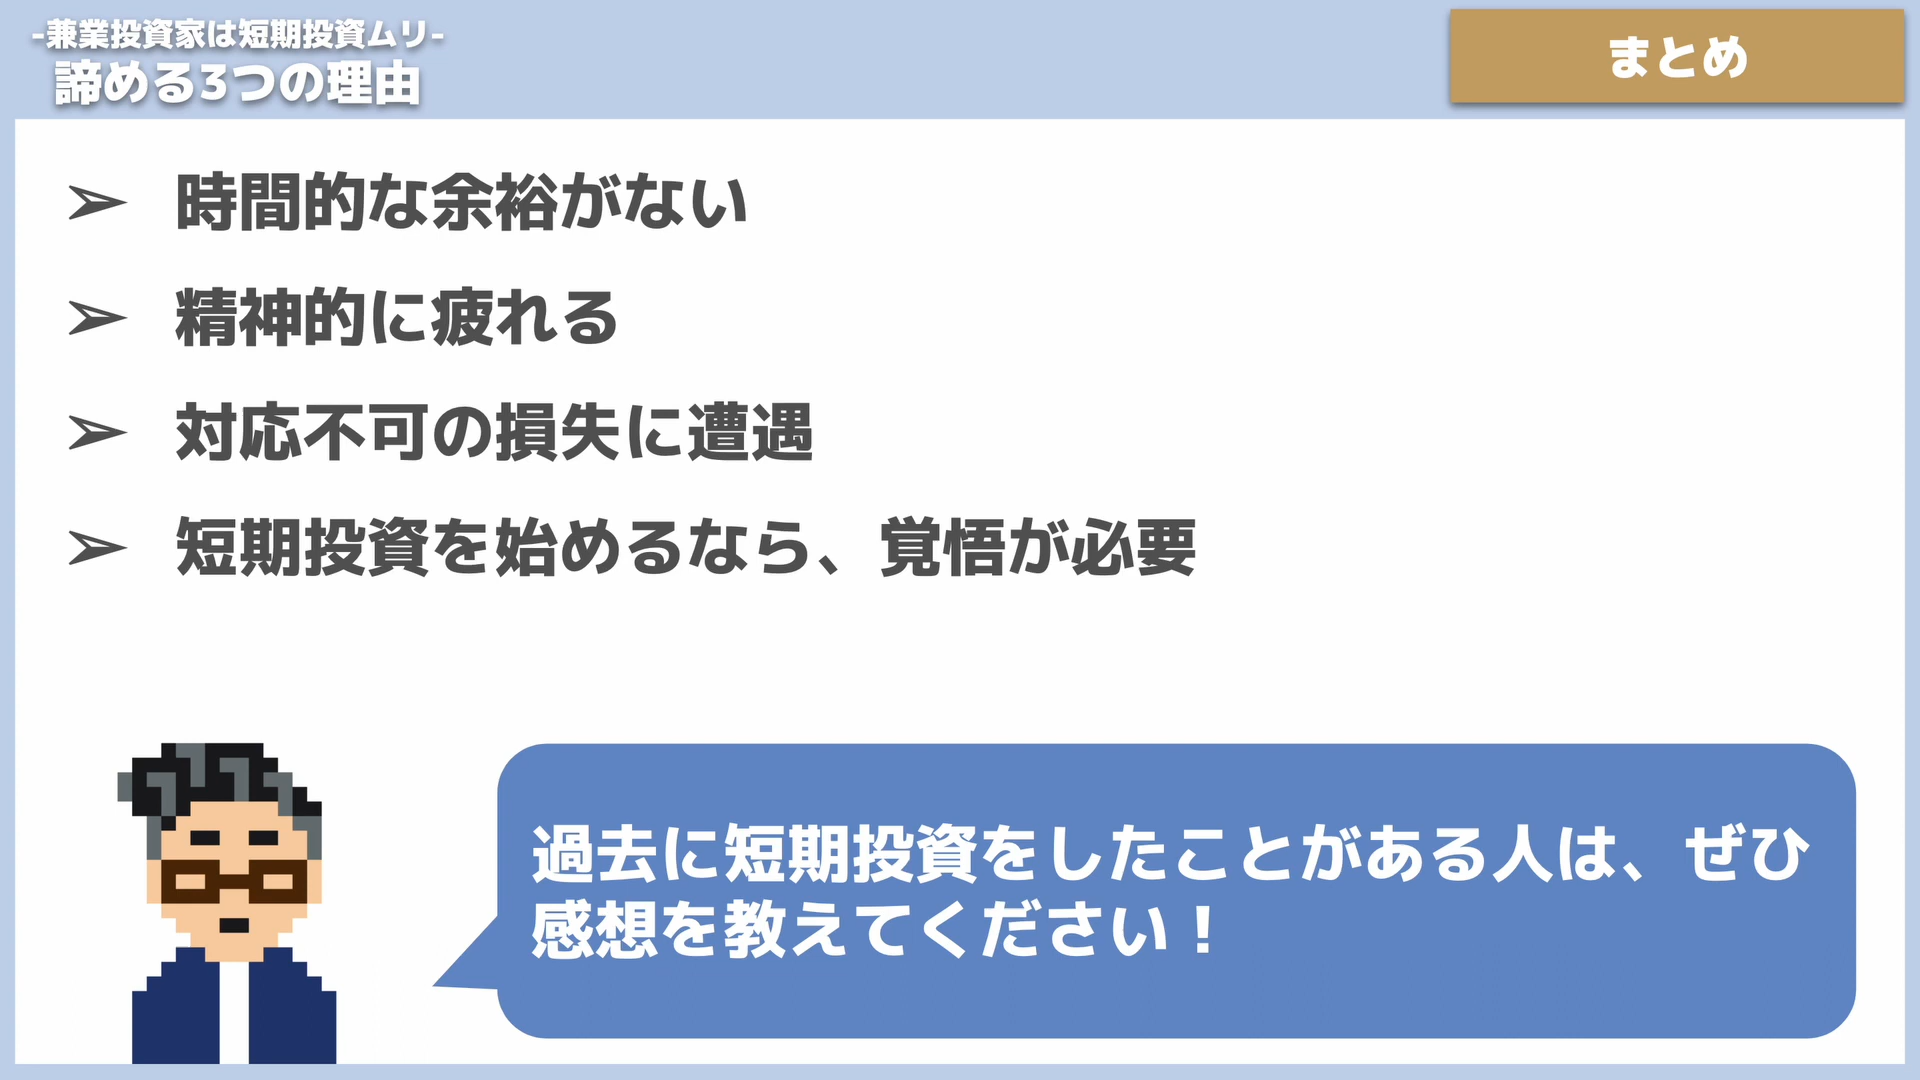 -兼業投資家は短期投資ムリ-
諦める3つの理由
まとめ
➢ 時間的な余裕がない
➢ 精神的に疲れる
➢ 対応不可の損失に遭遇
➢ 短期投資を始めるなら、覚悟が必要
過去に短期投資をしたことがある人は、ぜひ
感想を教えてください！